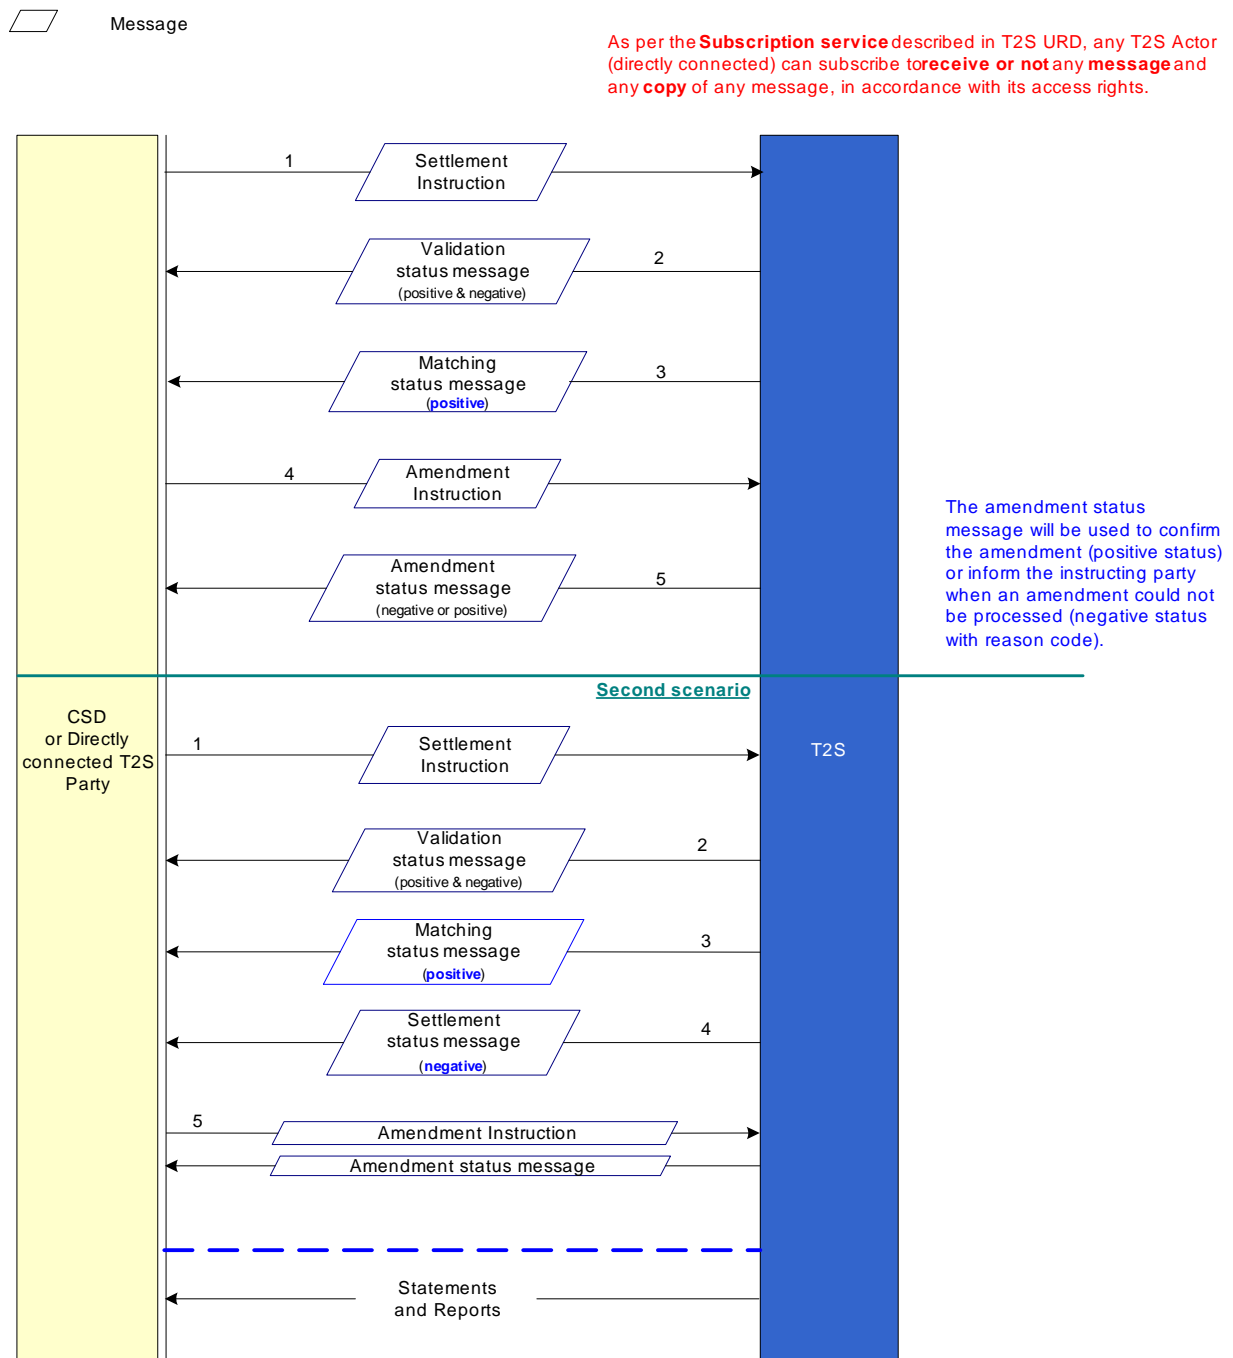 Message
As per the Subscription service described in T2S URD, any T2S Actor
(directly connected) can subscribe to receive or not any message and
any copy of any message, in accordance with its access rights.
1
Settlement
Instruction
Validation
status message
(positive & negative)
2
Matching
status message
(positive)
3
4
Amendment
Instruction
The amendment status
message will be used to confirm
the amendment (positive status)
or inform the instructing party
when an amendment could not
be processed (negative status
with reason code).
Amendment
status message
(negative or positive)
5
Second scenario
CSD
or Directly
connected T2S
Party
T2S
1
Settlement
Instruction
Validation
status message
(positive & negative)
2
Matching
status message
(positive)
3
Settlement
status message
(negative)
4
5
Amendment Instruction
Amendment status message
Statements
and Reports